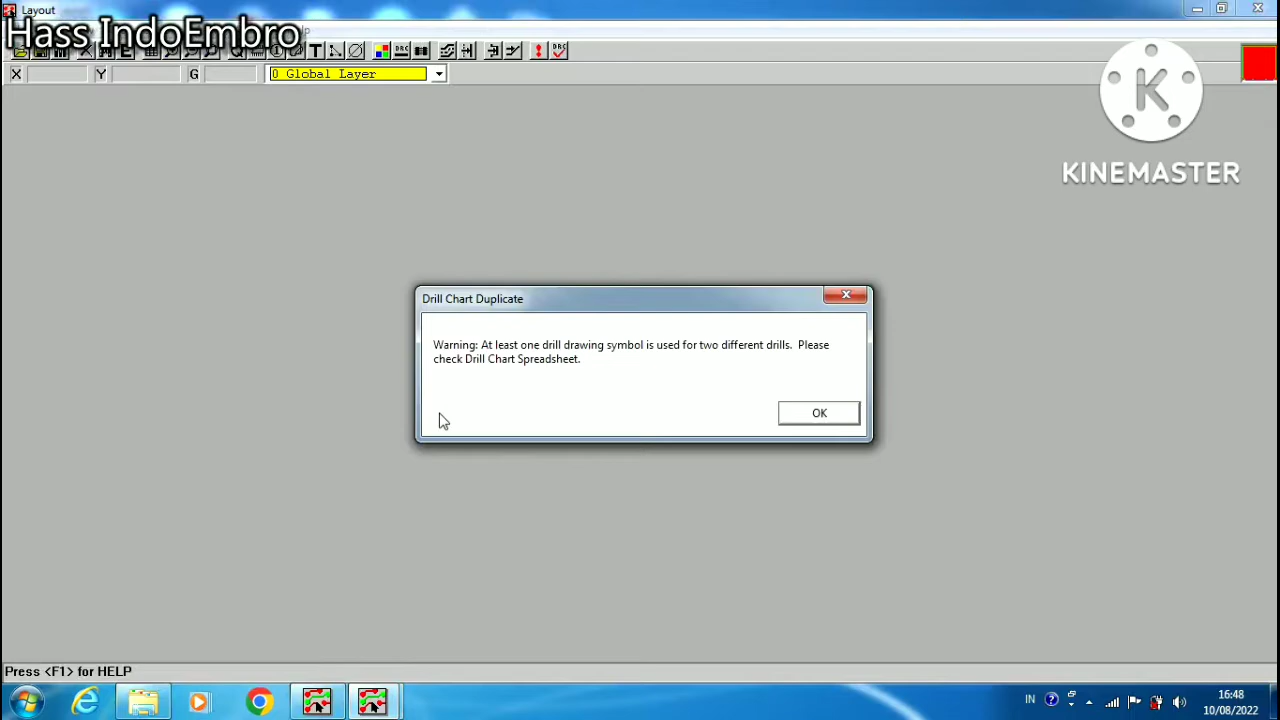 Layout
Hass IndoEmbro
X
Y
G
0 Global Layer
DRC
DRC
E
T
K
KINEMASTER
Drill Chart Duplicate
Warning: At least one drill drawing symbol is used for two different drills. Please
check Drill Chart Spreadsheet.
OK
Press <F1> for HELP
IN
16:48
10/08/2022